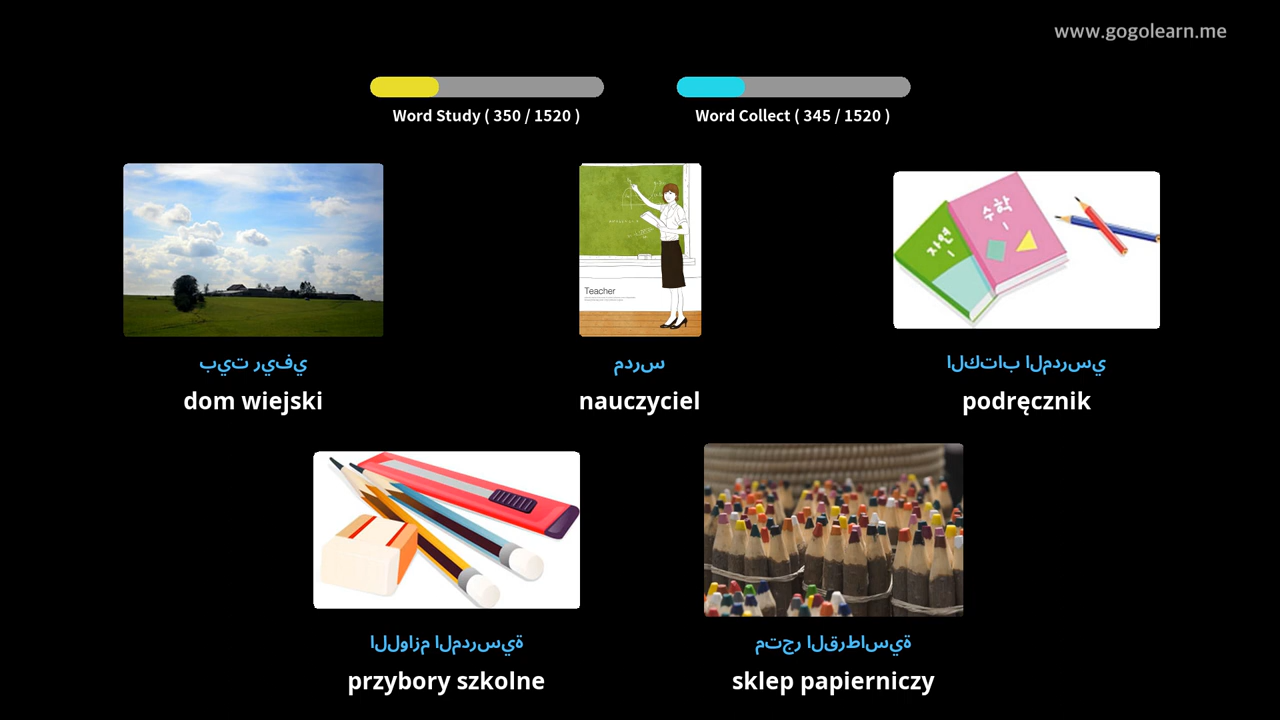 www.gogolearn.me
Word Study ( 350 / 1520 )
Word Collect ( 345 / 1520 )
Teacher
자연
수학
بيت ريفي
dom wiejski
مدرس
nauczyciel
الكتاب المدرسي
podręcznik
اللوازم المدرسية
przybory szkolne
متجر القرطاسية
sklep papierniczy